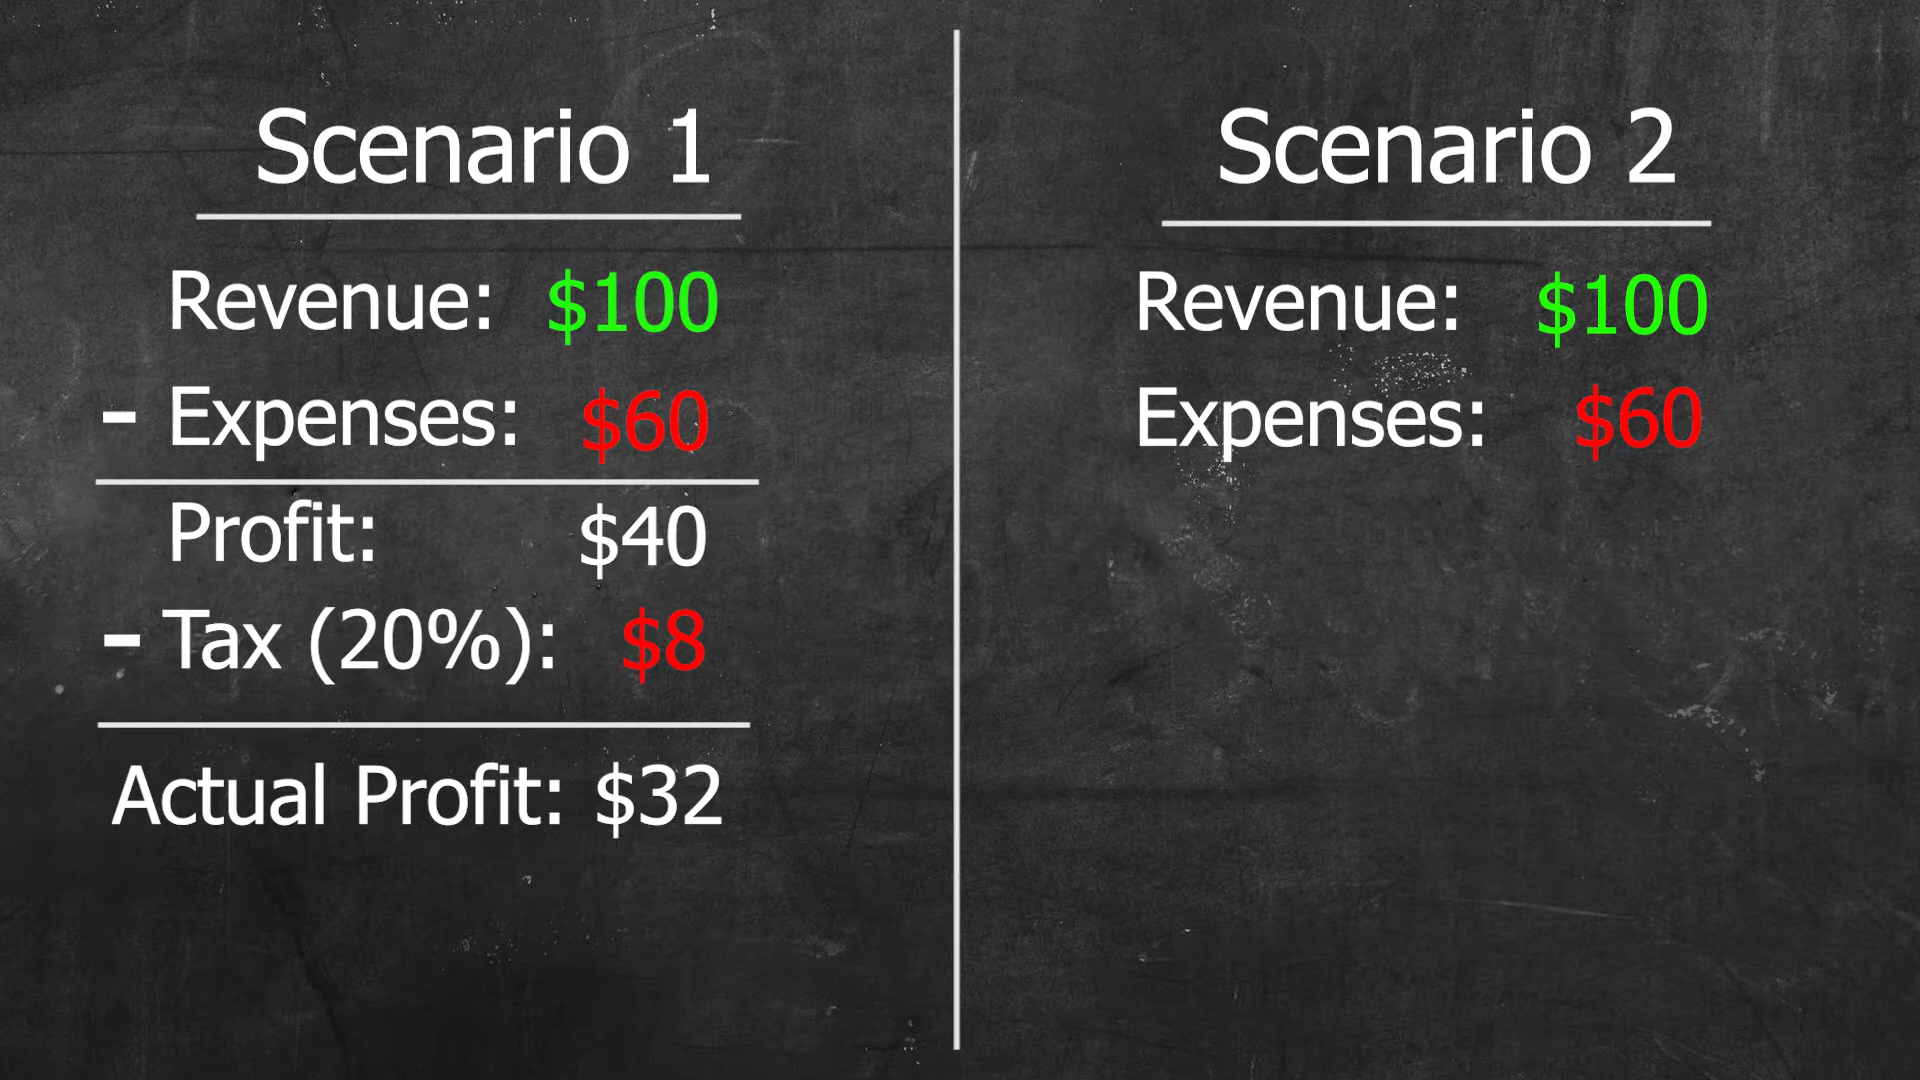 Scenario 1
Revenue: $100
- Expenses: $60
Profit: $40
- Tax (20%): $8
Actual Profit: $32
Scenario 2
Revenue: $100
Expenses: $60